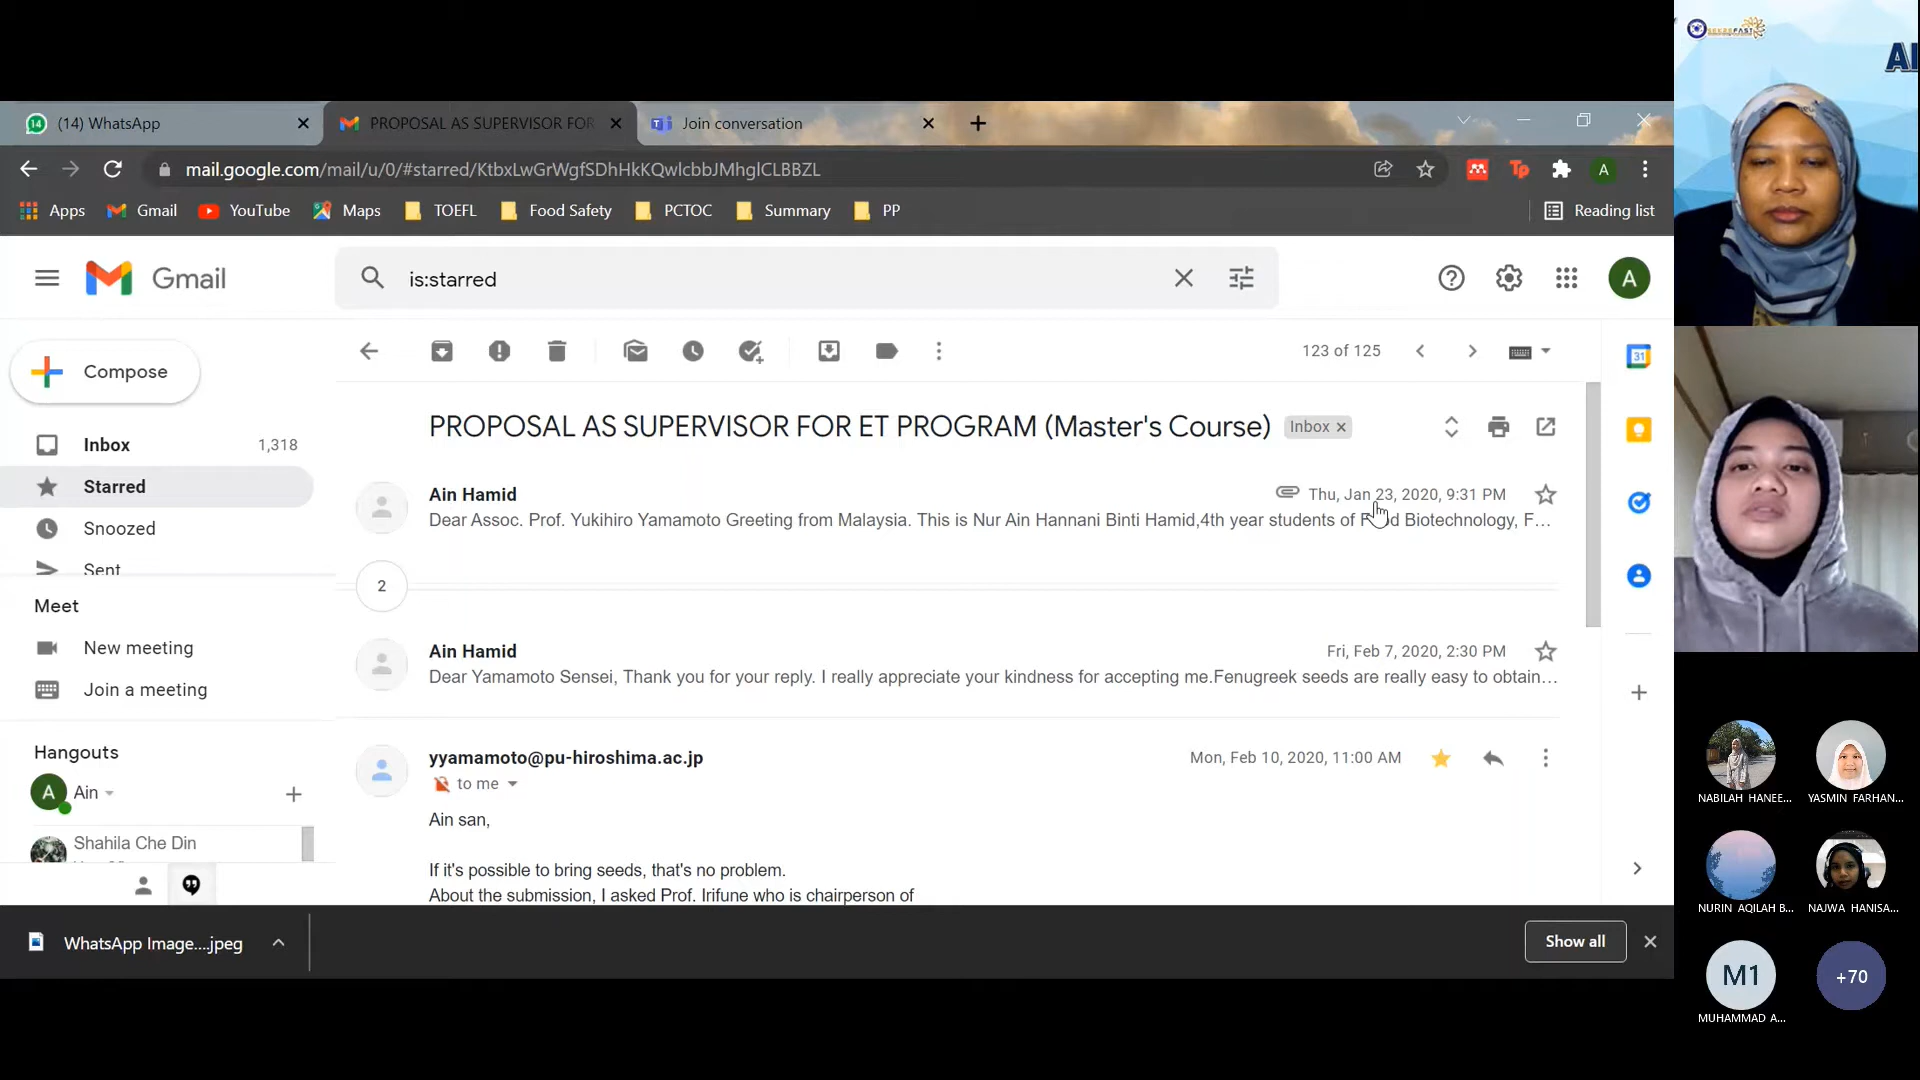 (14) WhatsApp
PROPOSAL AS SUPERVISOR FOR
Join conversation
mail.google.com/mail/u/0/#starred/KtbxLwGrWgfSDhHkKQwlcbbJMhglCLBBZL
Apps
Gmail
YouTube
Maps
TOEFL
Food Safety
PCTOC
Summary
PP
Reading list
Gmail
is:starred
A
Compose
123 of 125
Inbox 1,318
Starred
Snoozed
Sent
Meet
New meeting
Join a meeting
Hangouts
A Ain
Shahila Che Din
PROPOSAL AS SUPERVISOR FOR ET PROGRAM (Master's Course) Inbox
Ain Hamid Thu, Jan 23, 2020, 9:31 PM
Dear Assoc. Prof. Yukihiro Yamamoto Greeting from Malaysia. This is Nur Ain Hannani Binti Hamid,4th year students of Food Biotechnology, F…
2
Ain Hamid Fri, Feb 7, 2020, 2:30 PM
Dear Yamamoto Sensei, Thank you for your reply. I really appreciate your kindness for accepting me.Fenugreek seeds are really easy to obtain…
yyamamoto@pu-hiroshima.ac.jp Mon, Feb 10, 2020, 11:00 AM
to me
Ain san,
If it's possible to bring seeds, that's no problem.
About the submission, I asked Prof. Irifune who is chairperson of
31
WhatsApp Image....jpeg
Show all
NABILAH HANEE...
YASMIN FARHAN...
NURIN AQILAH B...
NAJWA HANISA...
M1
+70
MUHAMMAD A...